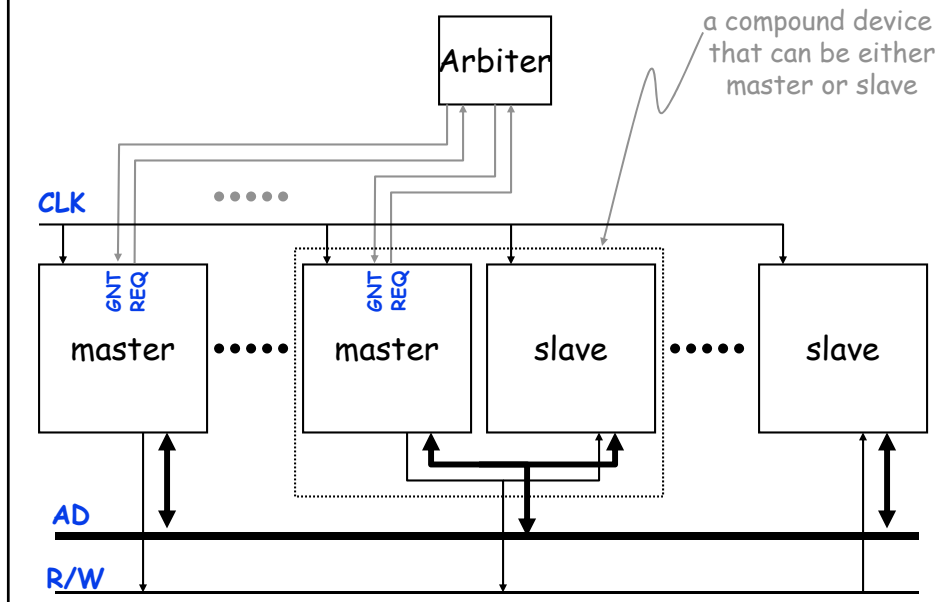 a compound device
that can be either
master or slave
Arbiter
CLK
GNT
REQ
GNT
REQ
master
master
slave
slave
AD
R/W